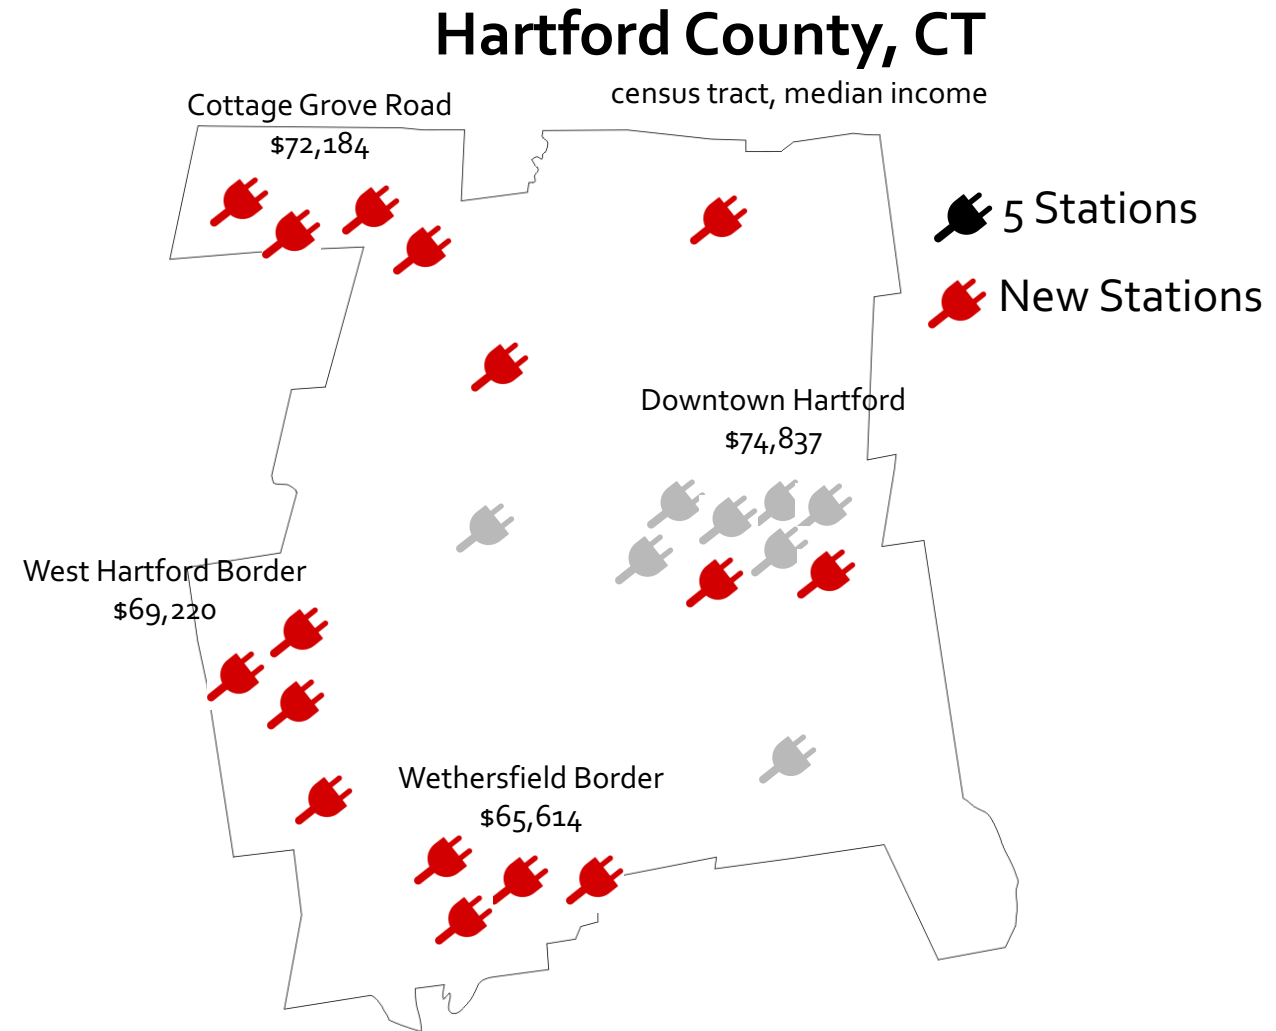 Hartford County, CT
census tract, median income
Cottage Grove Road
$72,184
5 Stations
New Stations
Downtown Hartford
$74,837
West Hartford Border
$69,220
Wethersfield Border
$65,614